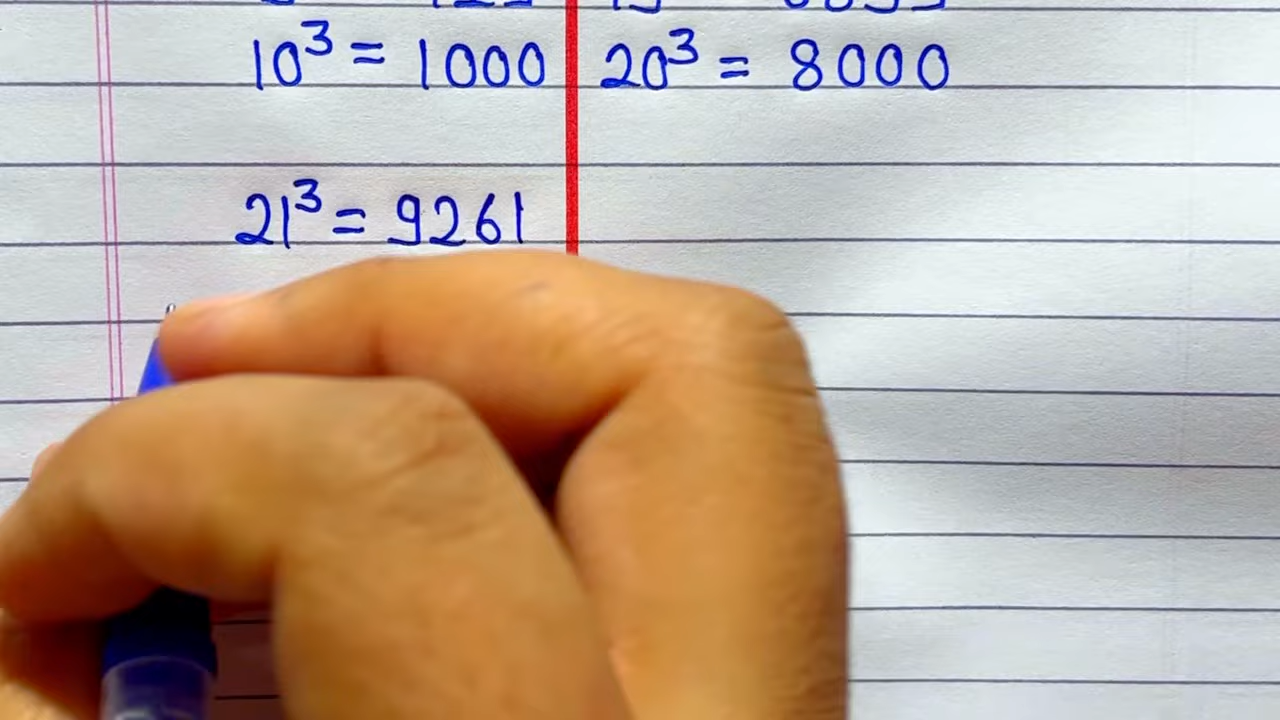 10³ = 1000 20³ = 8000
21³ = 9261